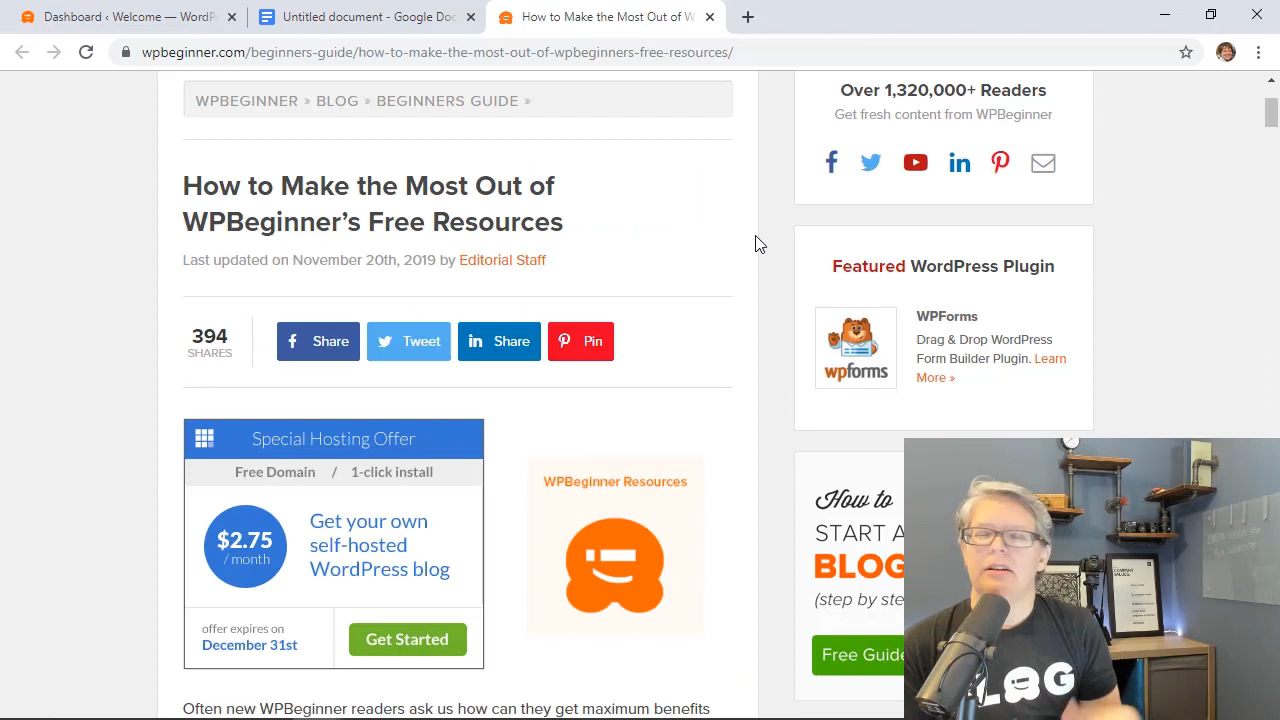 Dashboard ‹ Welcome — WordP
Untitled document - Google Doc
How to Make the Most Out of W
wpbeginner.com/beginners-guide/how-to-make-the-most-out-of-wpbeginners-free-resources/
WPBEGINNER » BLOG » BEGINNERS GUIDE »
How to Make the Most Out of
WPBeginner's Free Resources
Last updated on November 20th, 2019 by Editorial Staff
394
SHARES
Share
Tweet
Share
Pin
Special Hosting Offer
Free Domain / 1-click install
$2.75
/ month
Get your own
self-hosted
WordPress blog
offer expires on
December 31st
Get Started
WPBeginner Resources
Often new WPBeginner readers ask us how can they get maximum benefits
Over 1,320,000+ Readers
Get fresh content from WPBeginner
Featured WordPress Plugin
wpforms
WPForms
Drag & Drop WordPress
Form Builder Plugin. Learn
More »
How to
START A
BLOG
(step by ste
Free Guide
COMPANY
VALUES.